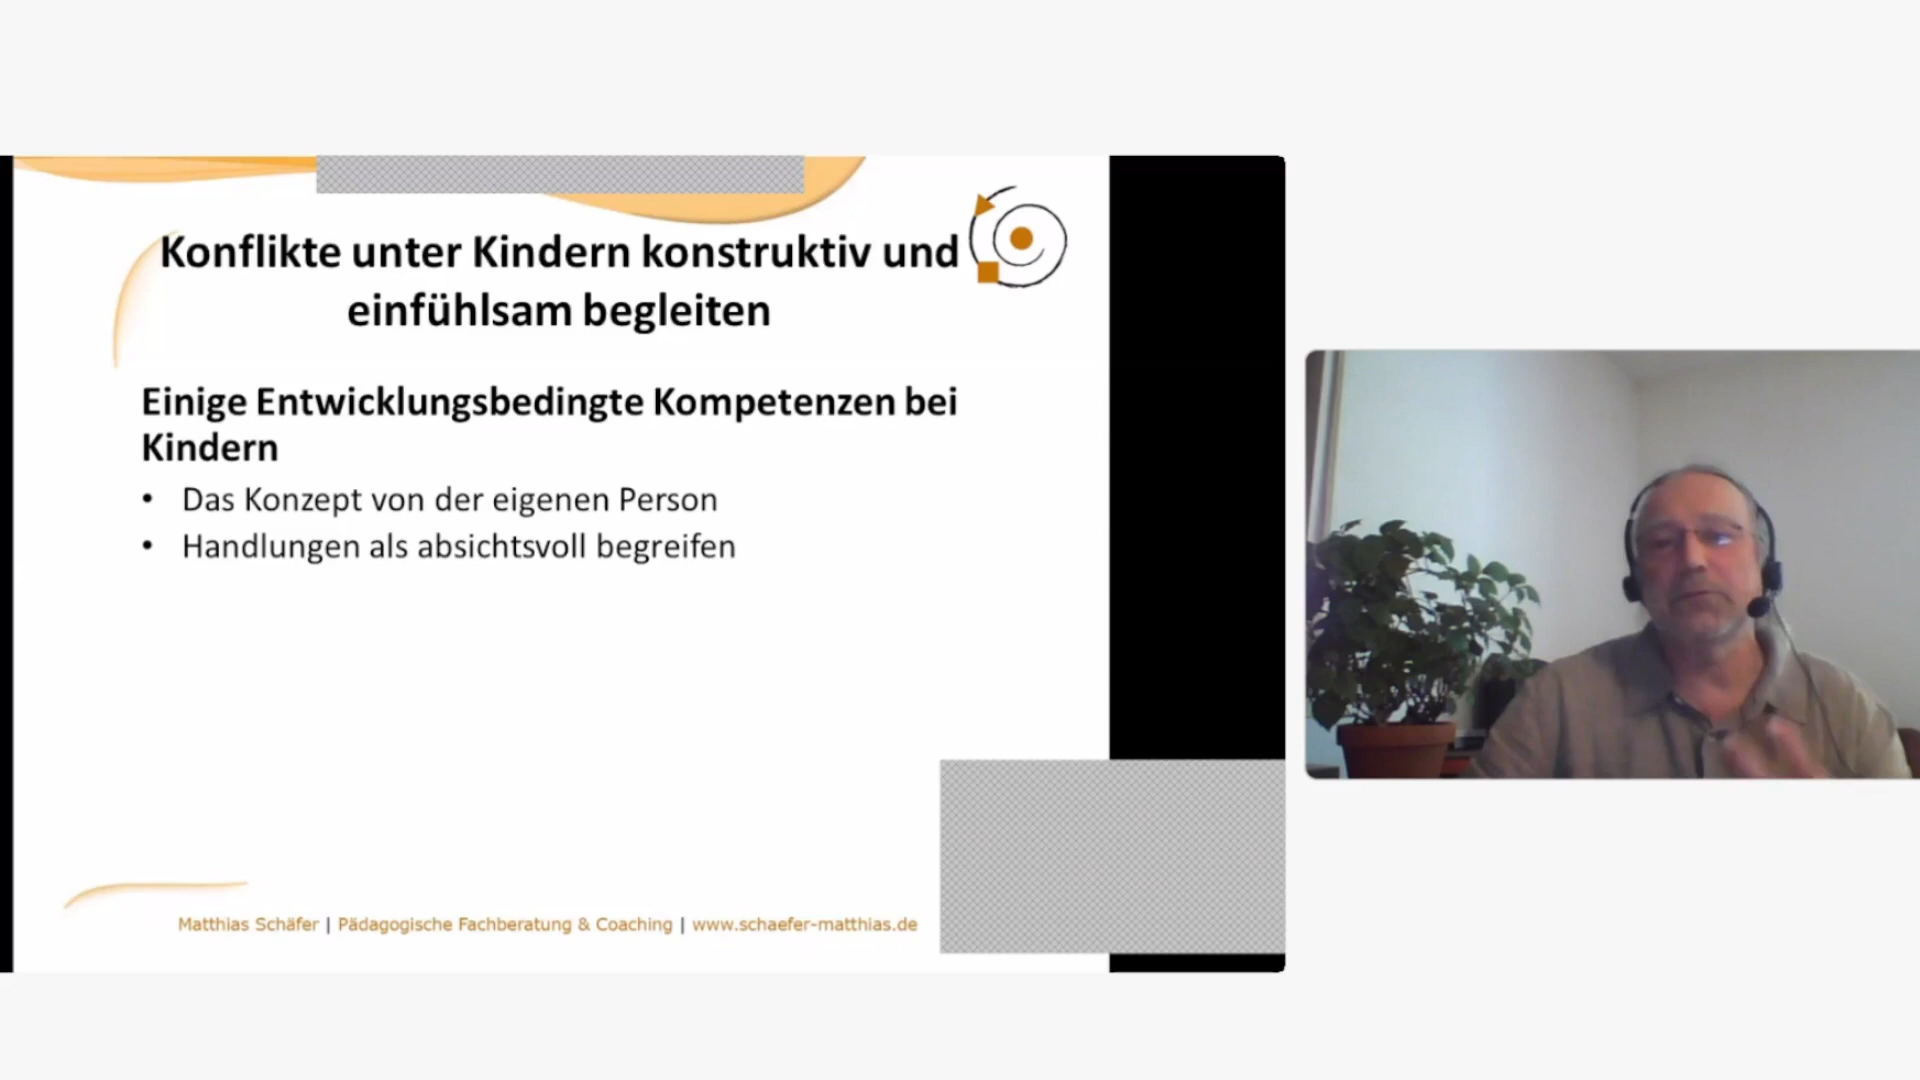 Konflikte unter Kindern konstruktiv und
einfühlsam begleiten
Einige Entwicklungsbedingte Kompetenzen bei
Kindern
• Das Konzept von der eigenen Person
• Handlungen als absichtsvoll begreifen
Matthias Schäfer | Pädagogische Fachberatung & Coaching | www.schaefer-matthias.de